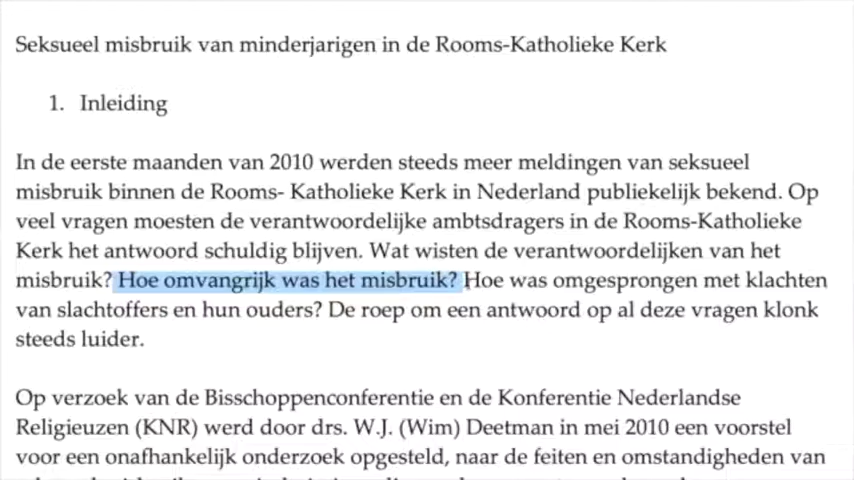 Seksueel misbruik van minderjarigen in de Rooms-Katholieke Kerk
1. Inleiding
In de eerste maanden van 2010 werden steeds meer meldingen van seksueel
misbruik binnen de Rooms- Katholieke Kerk in Nederland publiekelijk bekend. Op
veel vragen moesten de verantwoordelijke ambtsdragers in de Rooms-Katholieke
Kerk het antwoord schuldig blijven. Wat wisten de verantwoordelijken van het
misbruik? Hoe omvangrijk was het misbruik? Hoe was omgesprongen met klachten
van slachtoffers en hun ouders? De roep om een antwoord op al deze vragen klonk
steeds luider.
Op verzoek van de Bisschoppenconferentie en de Konferentie Nederlandse
Religieuzen (KNR) werd door drs. W.J. (Wim) Deetman in mei 2010 een voorstel
voor een onafhankelijk onderzoek opgesteld, naar de feiten en omstandigheden van